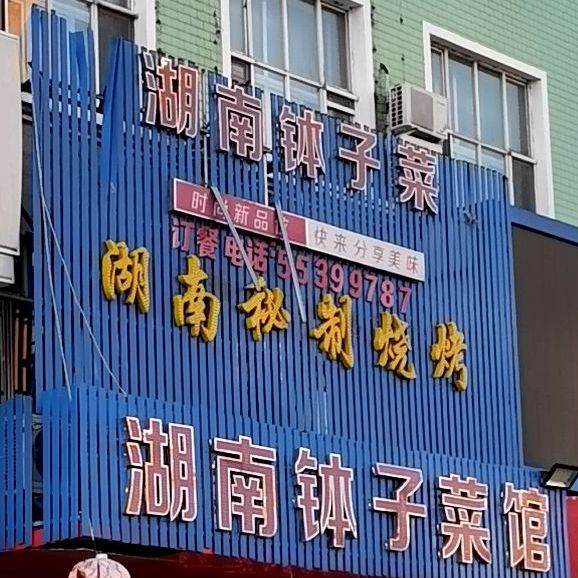 湖南钵子菜
时尚新品位
快来分享美味
订餐电话:55399787
湖南秘制烧烤
湖南钵子菜馆